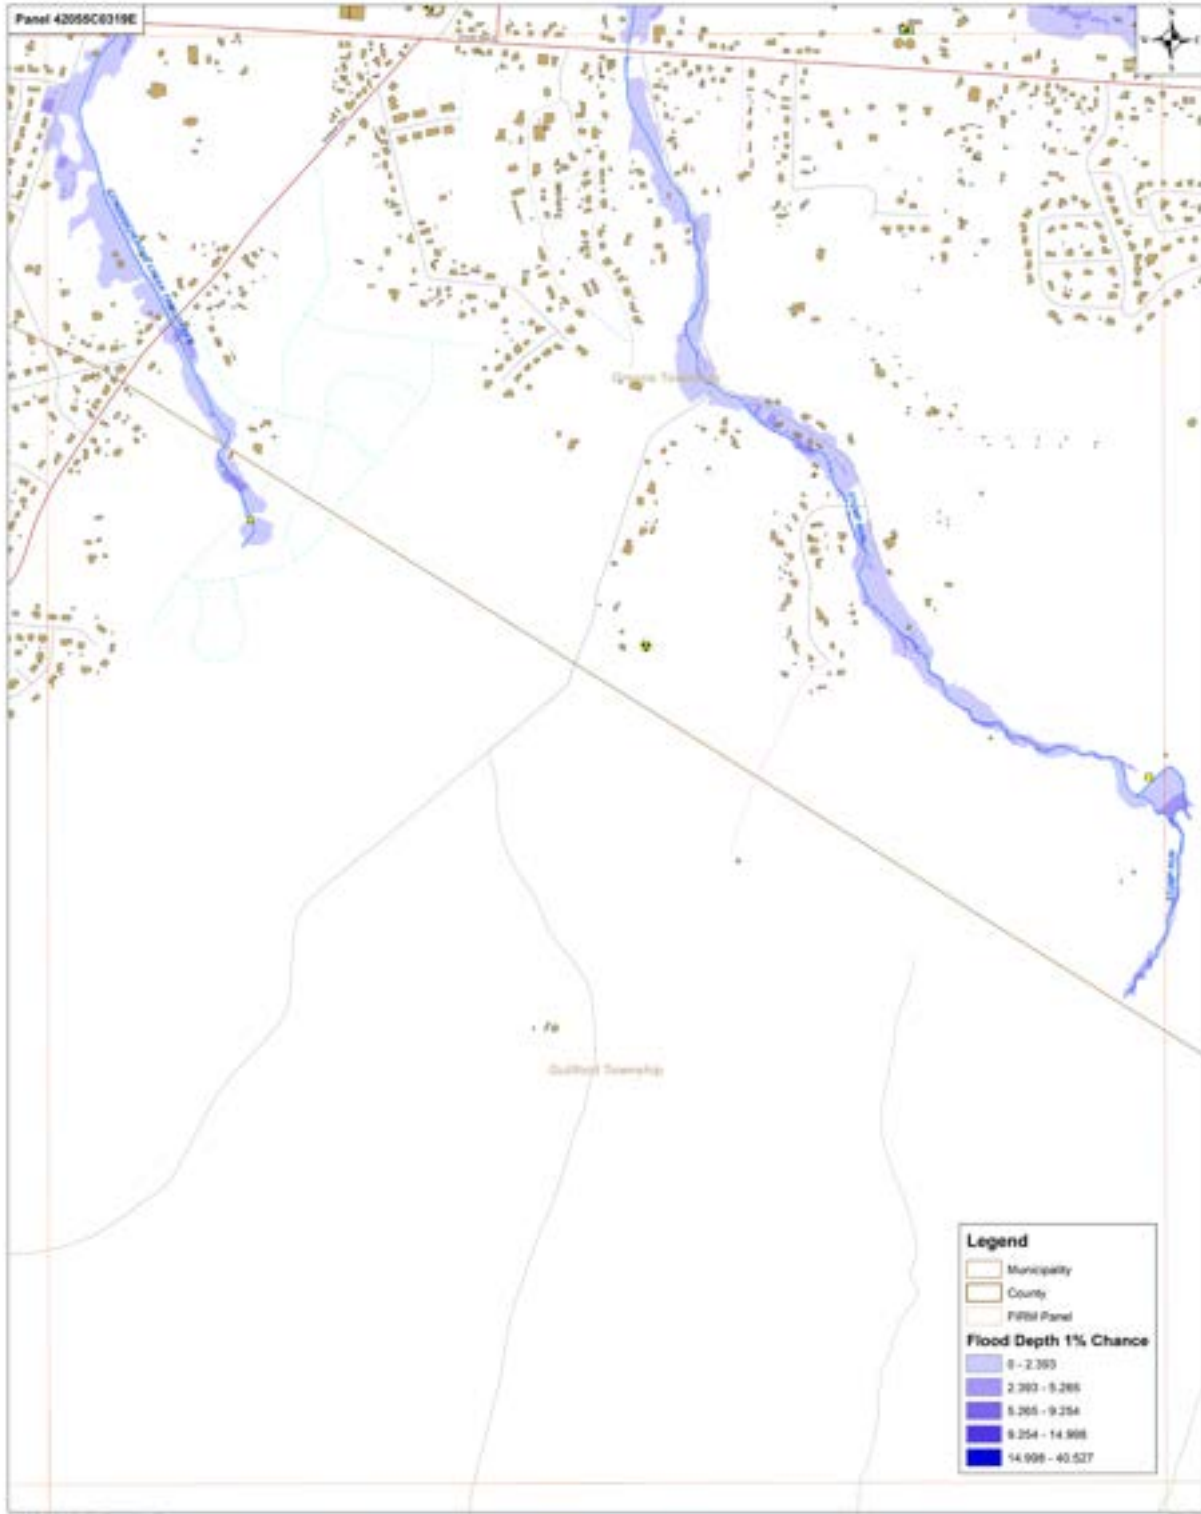 Panel 42055C0319E
Greene Township
Guilford Township
Legend
Municipality
County
FIRM Panel
Flood Depth 1% Chance
0 - 2.393
2.393 - 5.265
5.265 - 9.254
9.254 - 14.998
14.998 - 40.527